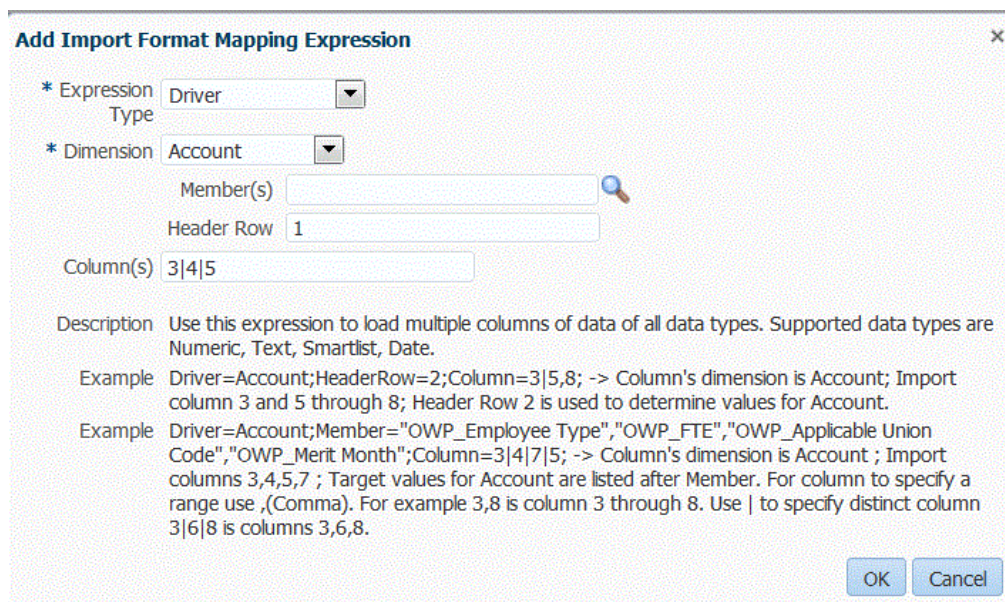 Add Import Format Mapping Expression
* Expression Type Driver
* Dimension Account
Member(s)
Header Row 1
Column(s) 3|4|5
Description Use this expression to load multiple columns of data of all data types. Supported data types are
Numeric, Text, Smartlist, Date.
Example Driver=Account;HeaderRow=2;Column=3|5,8; -> Column's dimension is Account; Import
column 3 and 5 through 8; Header Row 2 is used to determine values for Account.
Example Driver=Account;Member="OWP_Employee Type","OWP_FTE","OWP_Applicable Union
Code","OWP_Merit Month";Column=3|4|7|5; -> Column's dimension is Account ; Import
columns 3,4,5,7 ; Target values for Account are listed after Member. For column to specify a
range use ,(Comma). For example 3,8 is column 3 through 8. Use | to specify distinct column
3|6|8 is columns 3,6,8.
OK Cancel